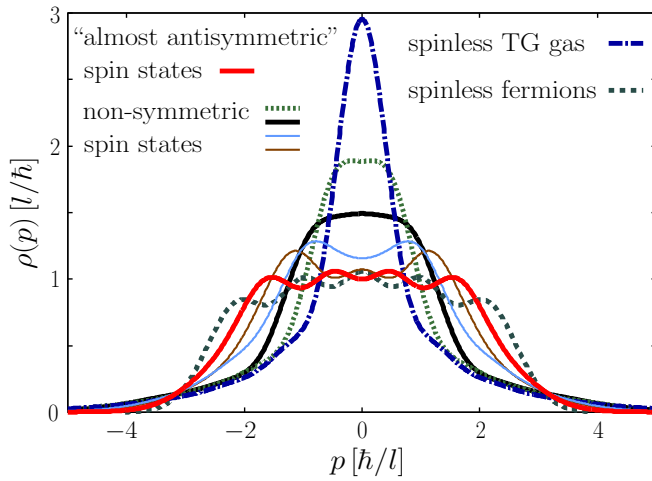 “almost antisymmetric”
spin states
non-symmetric
spin states
spinless TG gas
spinless fermions
3
2
1
0
ρ(p) [l/ħ]
−4 −2 0 2 4
p [ħ/l]